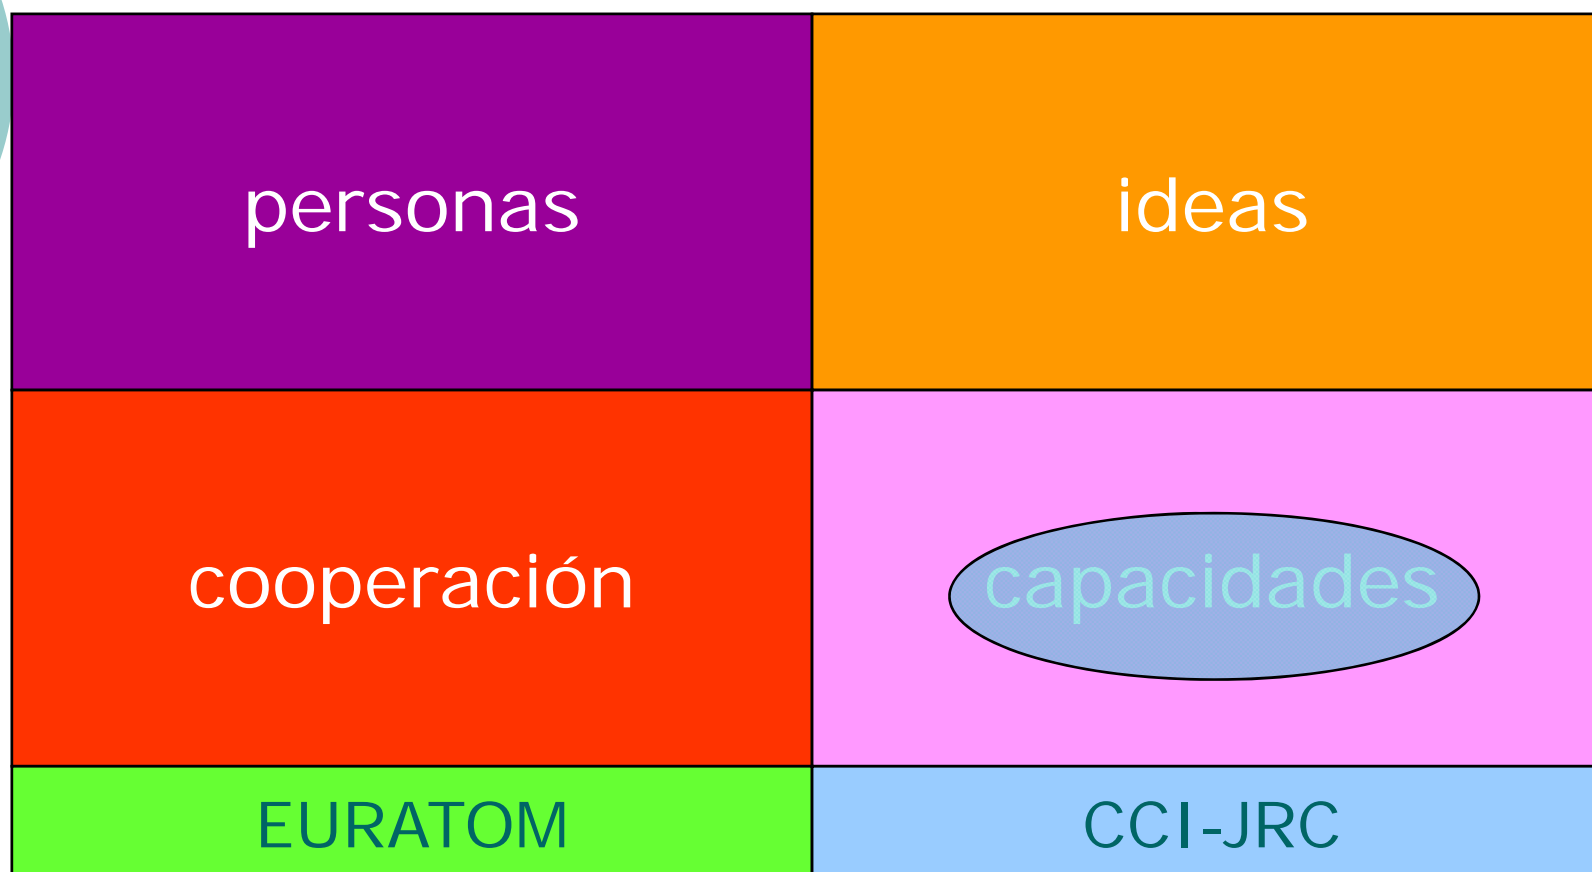 personas
ideas
cooperación
capacidades
EURATOM
CCI-JRC